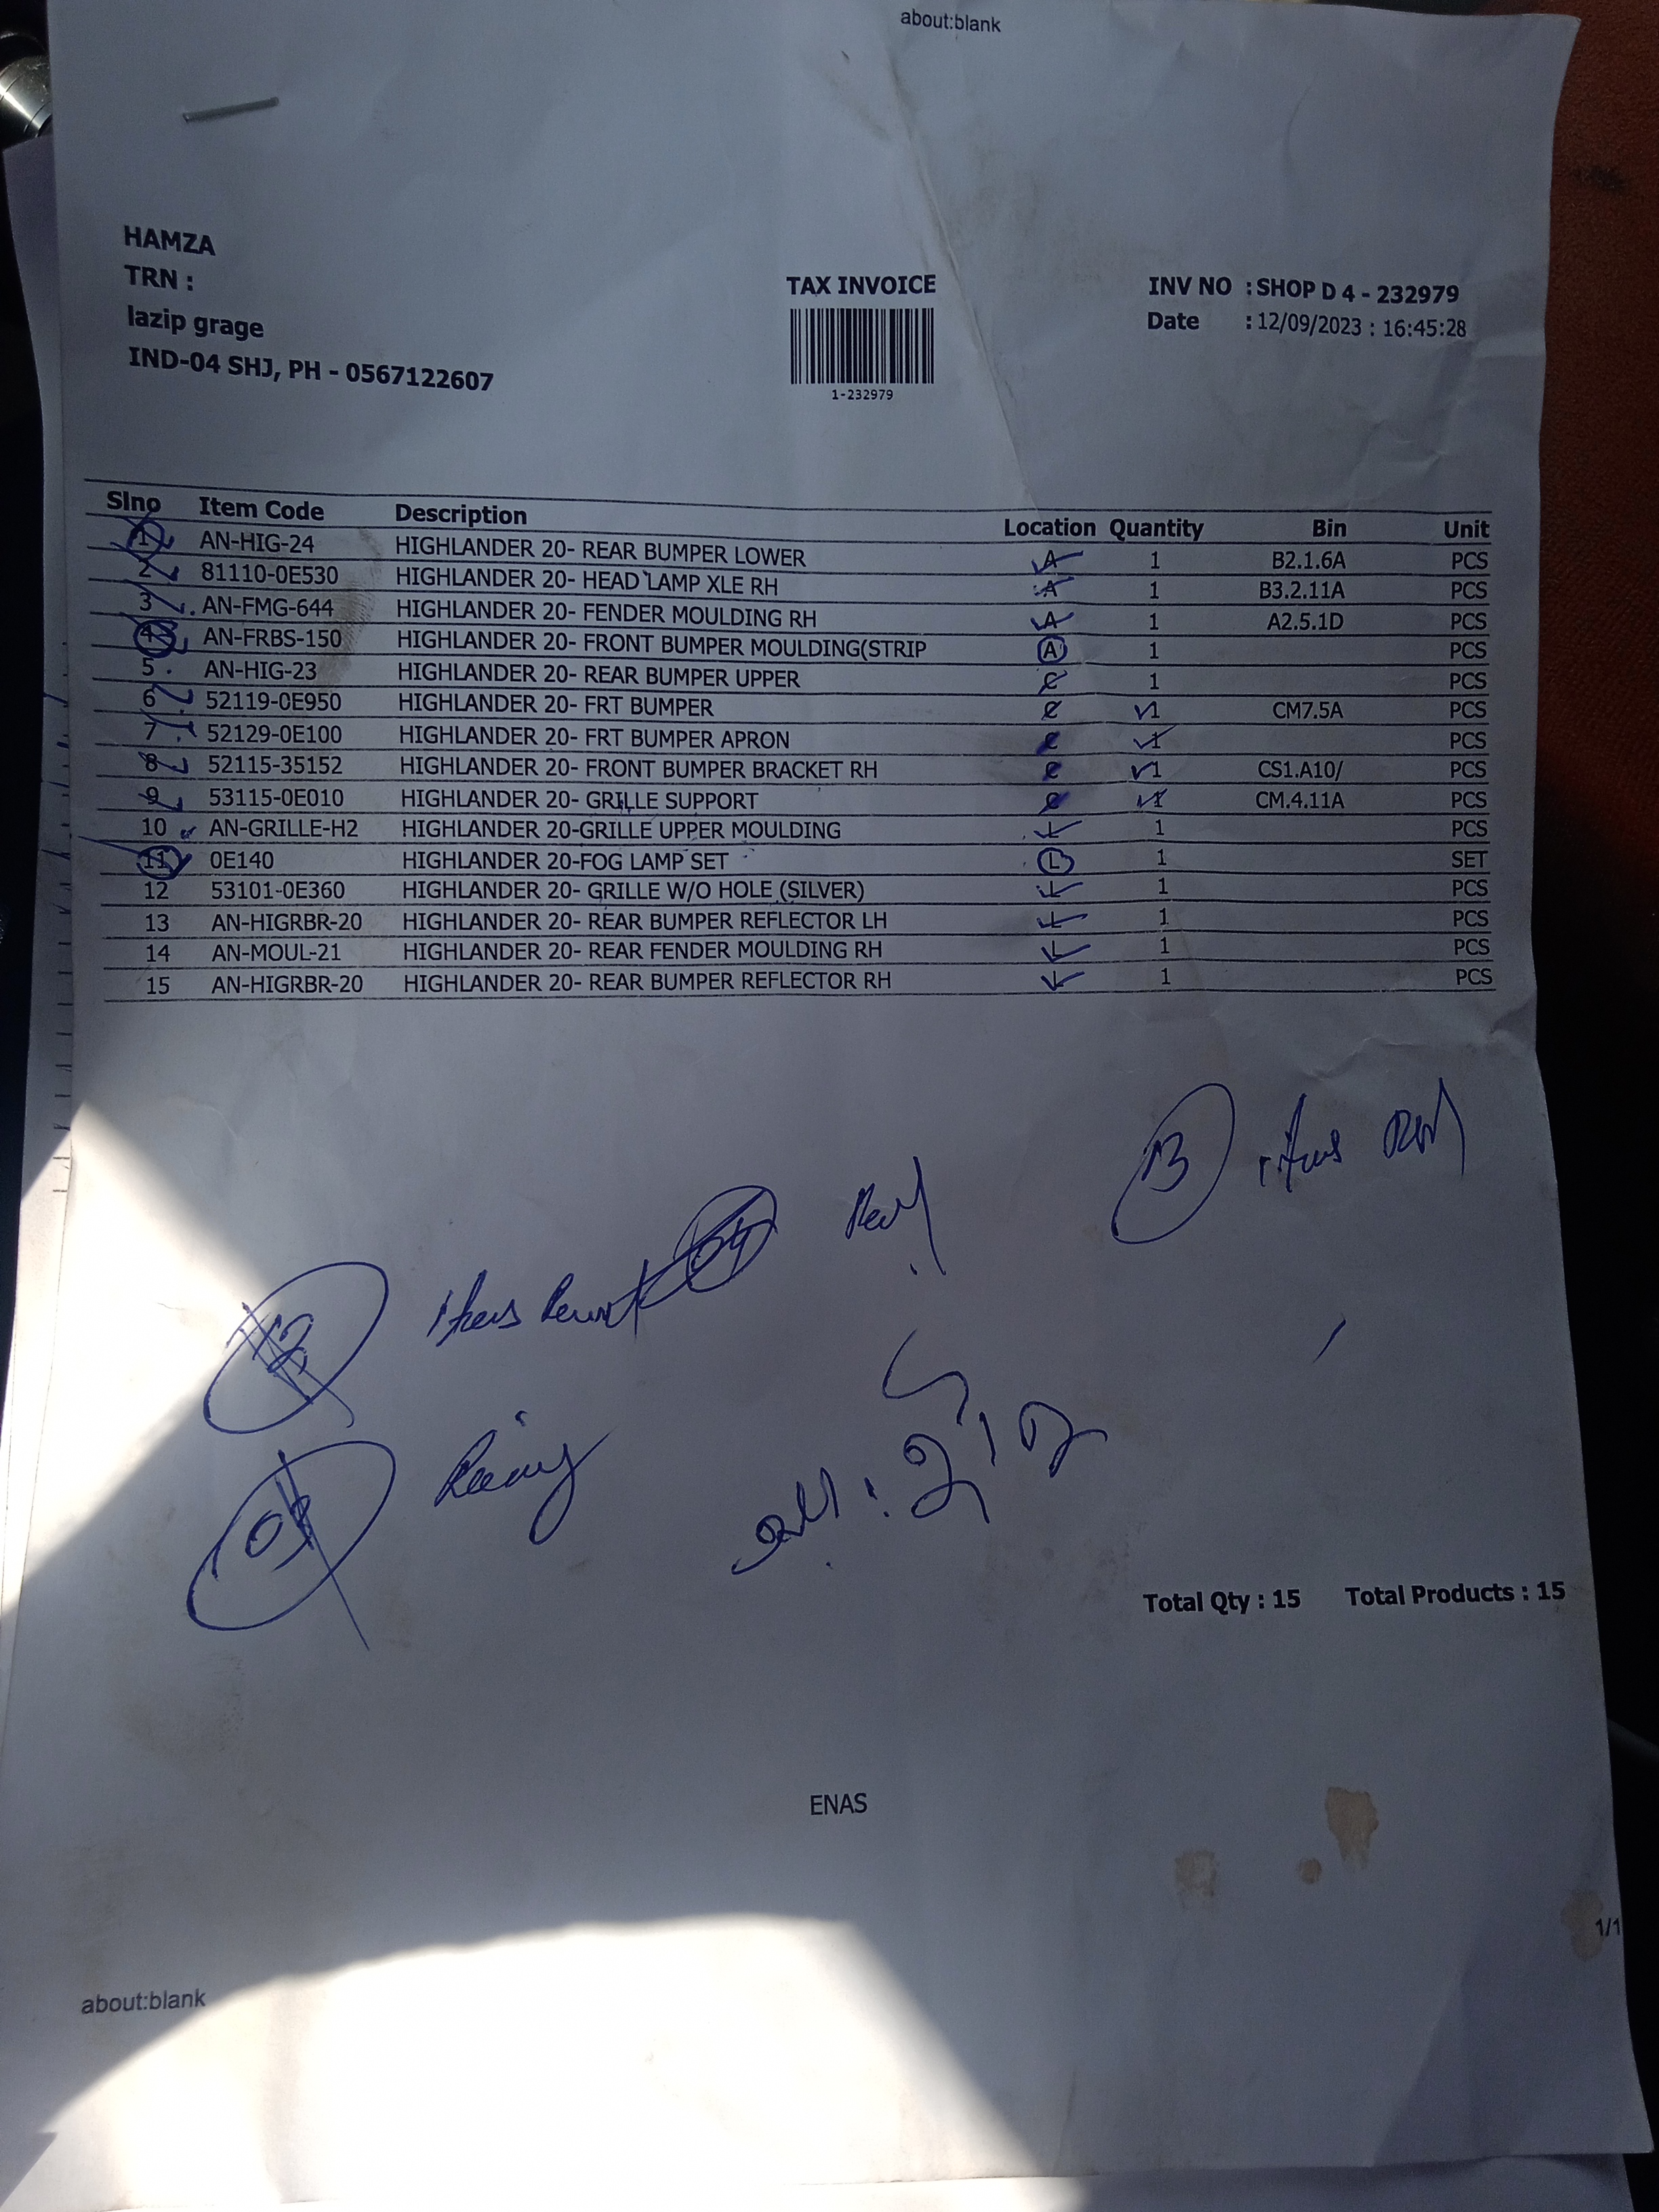 about:blank
HAMZA
TRN :
lazip grage
IND-04 SHJ, PH - 0567122607
TAX INVOICE
1-232979
INV NO : SHOP D 4 - 232979
Date : 12/09/2023 : 16:45:28
Slno Item Code Description Location Quantity Bin Unit
1 AN-HIG-24 HIGHLANDER 20- REAR BUMPER LOWER A 1 B2.1.6A PCS
2 81110-0E530 HIGHLANDER 20- HEAD LAMP XLE RH A 1 B3.2.11A PCS
3 AN-FMG-644 HIGHLANDER 20- FENDER MOULDING RH A 1 A2.5.1D PCS
4 AN-FRBS-150 HIGHLANDER 20- FRONT BUMPER MOULDING(STRIP A 1 PCS
5 AN-HIG-23 HIGHLANDER 20- REAR BUMPER UPPER C 1 PCS
6 52119-0E950 HIGHLANDER 20- FRT BUMPER C 1 CM7.5A PCS
7 52129-0E100 HIGHLANDER 20- FRT BUMPER APRON C 1 PCS
8 52115-35152 HIGHLANDER 20- FRONT BUMPER BRACKET RH C 1 CS1.A10/ PCS
9 53115-0E010 HIGHLANDER 20- GRILLE SUPPORT C 1 CM.4.11A PCS
10 AN-GRILLE-H2 HIGHLANDER 20-GRILLE UPPER MOULDING L 1 PCS
11 0E140 HIGHLANDER 20-FOG LAMP SET L 1 SET
12 53101-0E360 HIGHLANDER 20- GRILLE W/O HOLE (SILVER) L 1 PCS
13 AN-HIGRBR-20 HIGHLANDER 20- REAR BUMPER REFLECTOR LH L 1 PCS
14 AN-MOUL-21 HIGHLANDER 20- REAR FENDER MOULDING RH L 1 PCS
15 AN-HIGRBR-20 HIGHLANDER 20- REAR BUMPER REFLECTOR RH L 1 PCS
13
Total Qty : 15 Total Products : 15
ENAS
1/1
about:blank